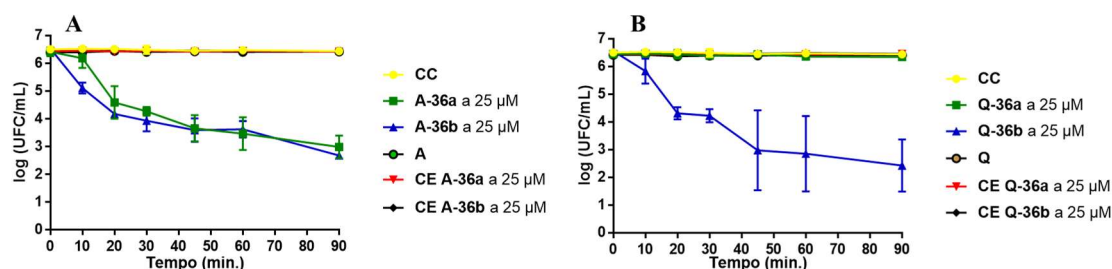 A
log (UFC/mL)
7
6
5
4
3
2
1
0
0 10 20 30 40 50 60 70 80 90
Tempo (min.)
CC
A-36a a 25 µM
A-36b a 25 µM
A
CE A-36a a 25 µM
CE A-36b a 25 µM
B
log (UFC/mL)
7
6
5
4
3
2
1
0
0 10 20 30 40 50 60 70 80 90
Tempo (min.)
CC
Q-36a a 25 µM
Q-36b a 25 µM
Q
CE Q-36a a 25 µM
CE Q-36b a 25 µM